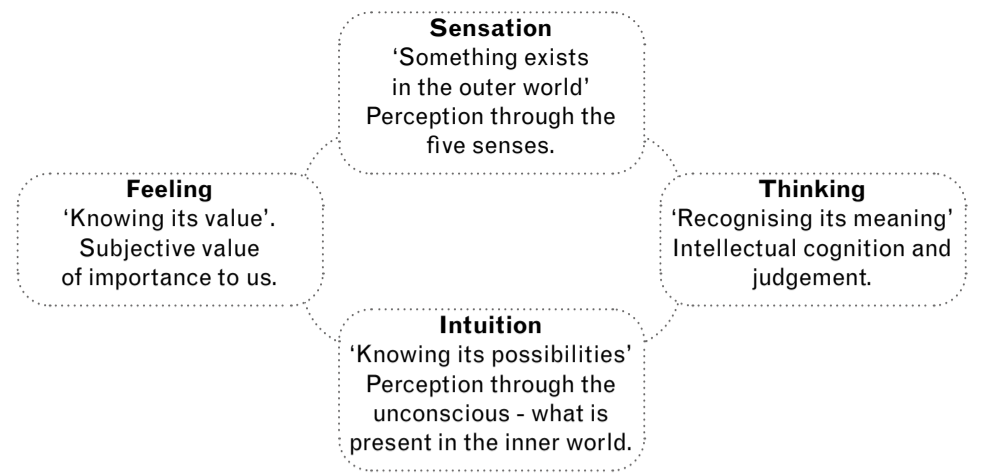 Sensation
‘Something exists
in the outer world’
Perception through the
five senses.
Feeling
‘Knowing its value’.
Subjective value
of importance to us.
Thinking
‘Recognising its meaning’
Intellectual cognition and
judgement.
Intuition
‘Knowing its possibilities’
Perception through the
unconscious - what is
present in the inner world.